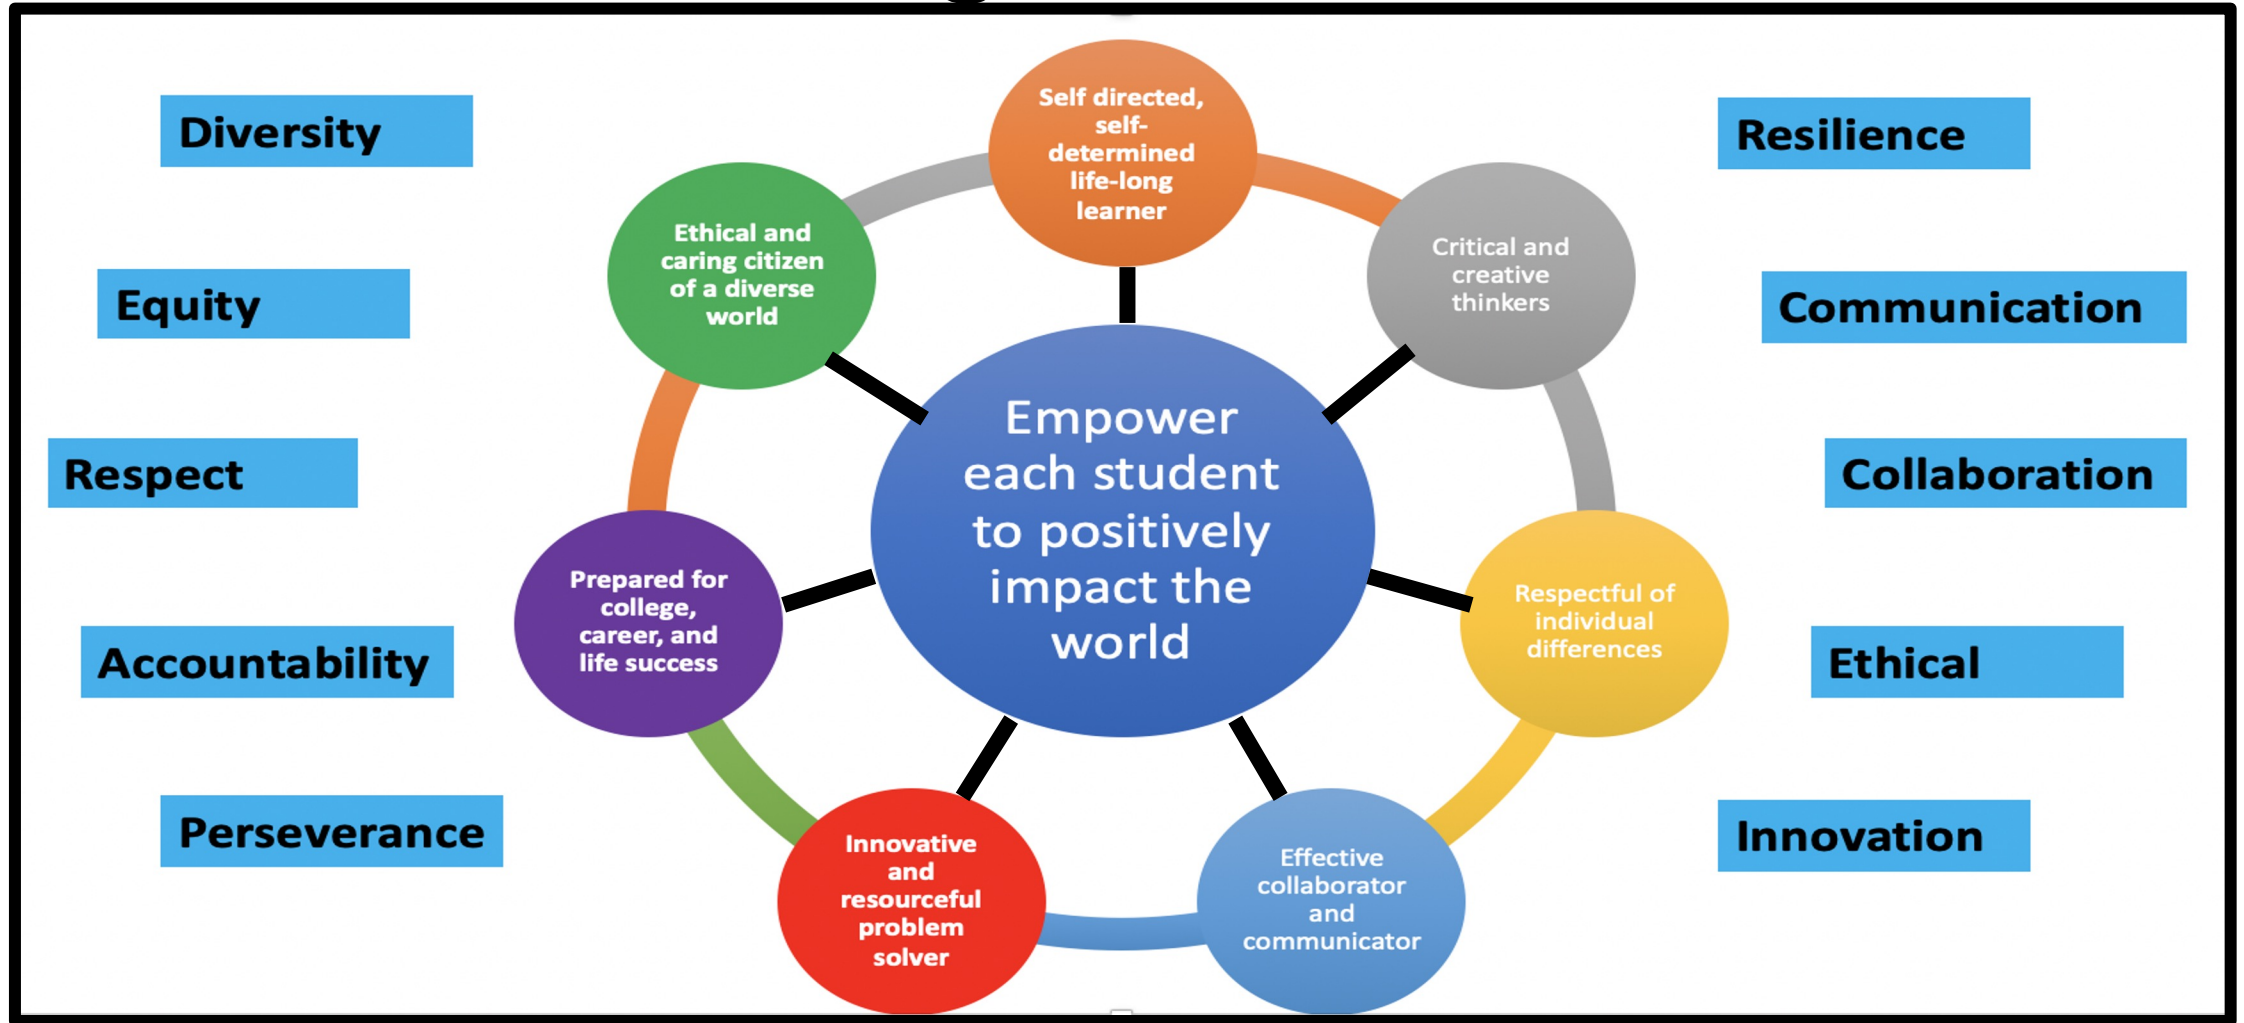 Diversity
Equity
Respect
Accountability
Perseverance
Self directed,
self-
determined
life-long
learner
Critical and
creative
thinkers
Respectful of
individual
differences
Effective
collaborator
and
communicator
Innovative
and
resourceful
problem
solver
Prepared for
college,
career, and
life success
Ethical and
caring citizen
of a diverse
world
Empower
each student
to positively
impact the
world
Resilience
Communication
Collaboration
Ethical
Innovation